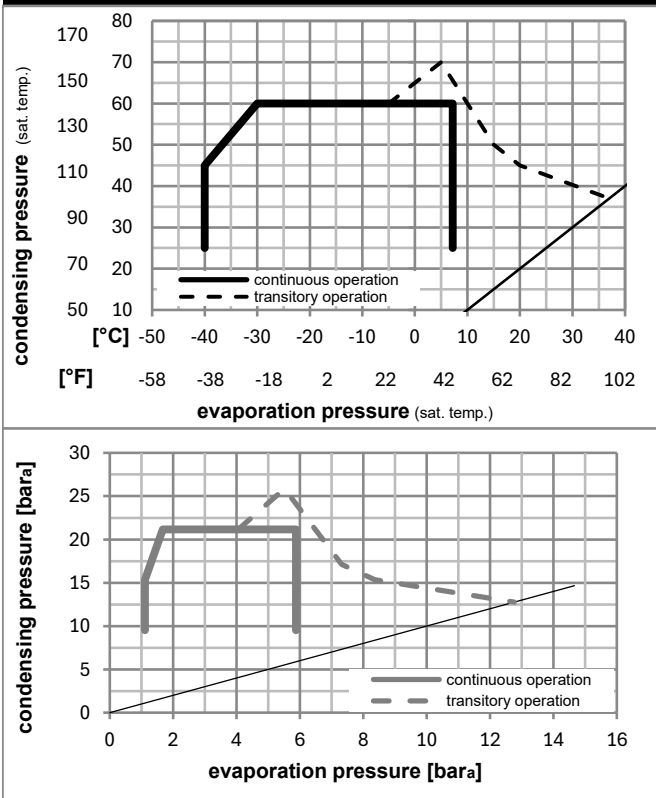 condensing pressure (sat. temp.)
170 150 130 110 90 70 50
80 70 60 50 40 30 20 10
continuous operation
transitory operation
[°C] -50 -40 -30 -20 -10 0 10 20 30 40
[°F] -58 -38 -18 2 22 42 62 82 102
evaporation pressure (sat. temp.)
condensing pressure [bara]
30 25 20 15 10 5 0
continuous operation
transitory operation
0 2 4 6 8 10 12 14 16
evaporation pressure [bara]